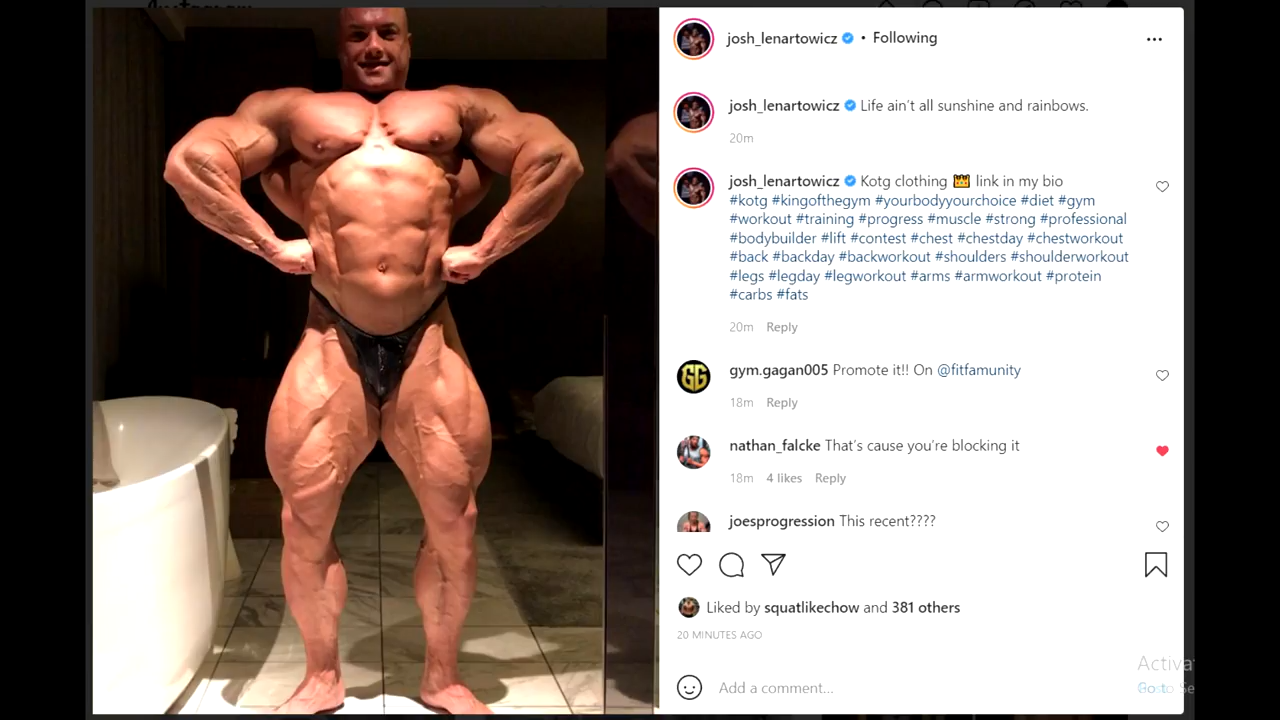 josh_lenartowicz • Following
josh_lenartowicz Life ain't all sunshine and rainbows.
20m
josh_lenartowicz Kotg clothing link in my bio
#kotg #kingofthegym #yourbodyyourchoice #diet #gym
#workout #training #progress #muscle #strong #professional
#bodybuilder #lift #contest #chest #chestday #chestworkout
#back #backday #backworkout #shoulders #shoulderworkout
#legs #legday #legworkout #arms #armworkout #protein
#carbs #fats
20m Reply
GG
gym.gagan005 Promote it!! On @fitfamunity
18m Reply
nathan_falcke That's cause you're blocking it
18m 4 likes Reply
joesprogression This recent????
Liked by squatlikechow and 381 others
20 MINUTES AGO
Add a comment...